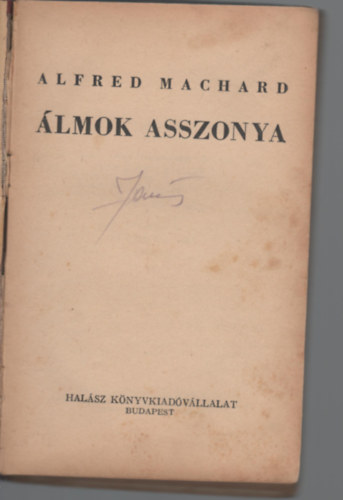 ALFRED MACHARD
ÁLMOK ASSZONYA
HALÁSZ KÖNYVKIADÓVÁLLALAT
BUDAPEST